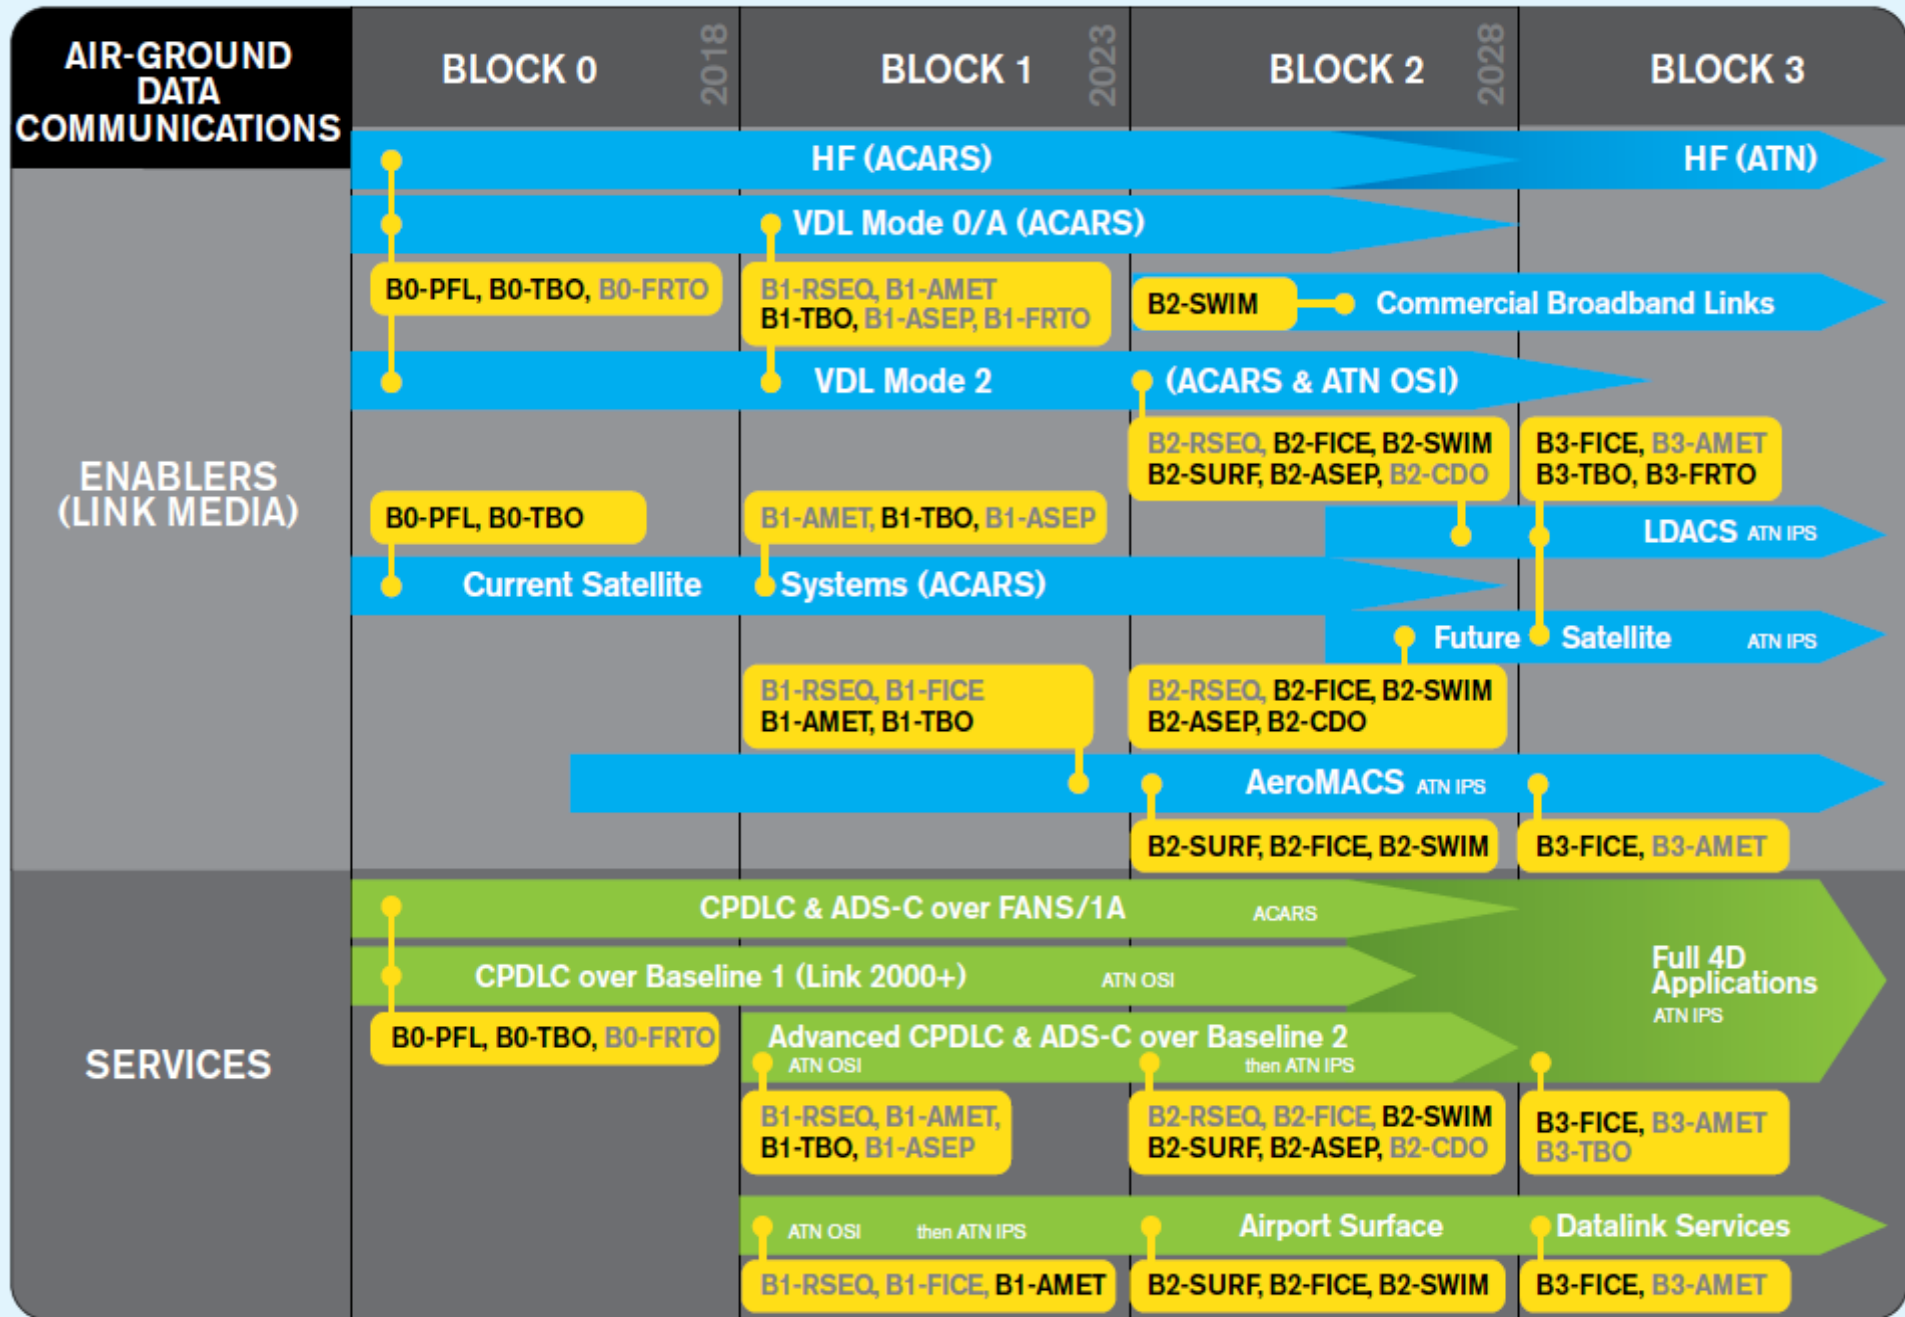 AIR-GROUND
DATA
COMMUNICATIONS
BLOCK 0
2018
BLOCK 1
2023
BLOCK 2
2028
BLOCK 3
HF (ACARS)
HF (ATN)
VDL Mode 0/A (ACARS)
B0-PFL, B0-TBO, B0-FRTO
B1-RSEQ, B1-AMET
B1-TBO, B1-ASEP, B1-FRTO
B2-SWIM
Commercial Broadband Links
VDL Mode 2
(ACARS & ATN OSI)
B2-RSEQ, B2-FICE, B2-SWIM
B2-SURF, B2-ASEP, B2-CDO
B3-FICE, B3-AMET
B3-TBO, B3-FRTO
ENABLERS
(LINK MEDIA)
B0-PFL, B0-TBO
B1-AMET, B1-TBO, B1-ASEP
LDACS ATN IPS
Current Satellite
Systems (ACARS)
Future
Satellite
ATN IPS
B1-RSEQ, B1-FICE
B1-AMET, B1-TBO
B2-RSEQ, B2-FICE, B2-SWIM
B2-ASEP, B2-CDO
AeroMACS ATN IPS
B2-SURF, B2-FICE, B2-SWIM
B3-FICE, B3-AMET
SERVICES
CPDLC & ADS-C over FANS/1A
ACARS
CPDLC over Baseline 1 (Link 2000+)
ATN OSI
Full 4D
Applications
ATN IPS
B0-PFL, B0-TBO, B0-FRTO
Advanced CPDLC & ADS-C over Baseline 2
ATN OSI
then ATN IPS
B1-RSEQ, B1-AMET,
B1-TBO, B1-ASEP
B2-RSEQ, B2-FICE, B2-SWIM
B2-SURF, B2-ASEP, B2-CDO
B3-FICE, B3-AMET
B3-TBO
ATN OSI
then ATN IPS
Airport Surface
Datalink Services
B1-RSEQ, B1-FICE, B1-AMET
B2-SURF, B2-FICE, B2-SWIM
B3-FICE, B3-AMET